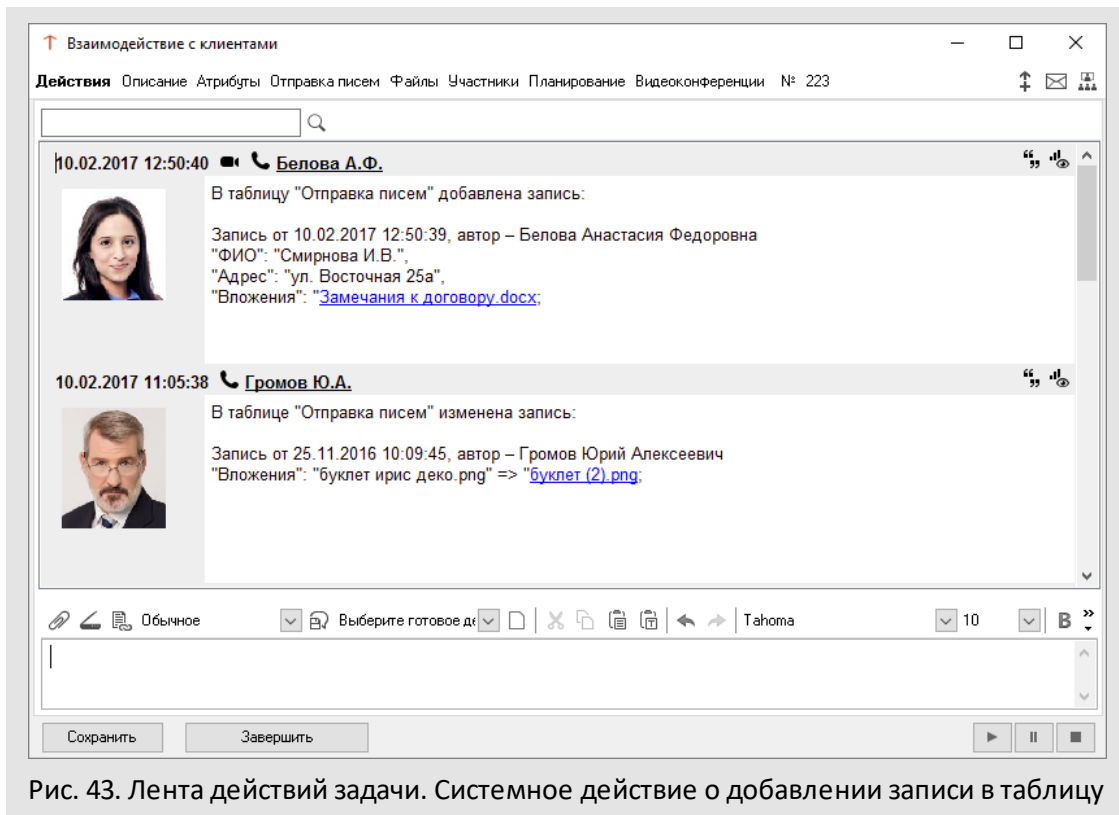 Взаимодействие с клиентами
Действия Описание Атрибуты Отправка писем Файлы Участники Планирование Видеоконференции № 223
10.02.2017 12:50:40 Белова А.Ф.
В таблицу "Отправка писем" добавлена запись:
Запись от 10.02.2017 12:50:39, автор – Белова Анастасия Федоровна
"ФИО": "Смирнова И.В.",
"Адрес": "ул. Восточная 25а",
"Вложения": "Замечания к договору.docx;
10.02.2017 11:05:38 Громов Ю.А.
В таблице "Отправка писем" изменена запись:
Запись от 25.11.2016 10:09:45, автор – Громов Юрий Алексеевич
"Вложения": "буклет ирис деко.png" => "буклет (2).png;
Обычное Выберите готовое де Tahoma 10 B
Сохранить Завершить
Рис. 43. Лента действий задачи. Системное действие о добавлении записи в таблицу